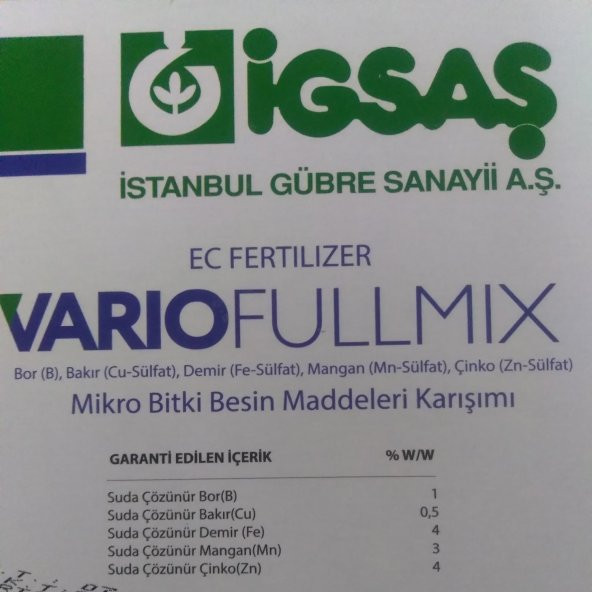 İGSAŞ
İSTANBUL GÜBRE SANAYİİ A.Ş.
EC FERTILIZER
VARIOFULLMIX
Bor (B), Bakır (Cu-Sülfat), Demir (Fe-Sülfat), Mangan (Mn-Sülfat), Çinko (Zn-Sülfat)
Mikro Bitki Besin Maddeleri Karışımı
GARANTİ EDİLEN İÇERİK % W/W
Suda Çözünür Bor(B) 1
Suda Çözünür Bakır(Cu) 0,5
Suda Çözünür Demir (Fe) 4
Suda Çözünür Mangan(Mn) 3
Suda Çözünür Çinko(Zn) 4